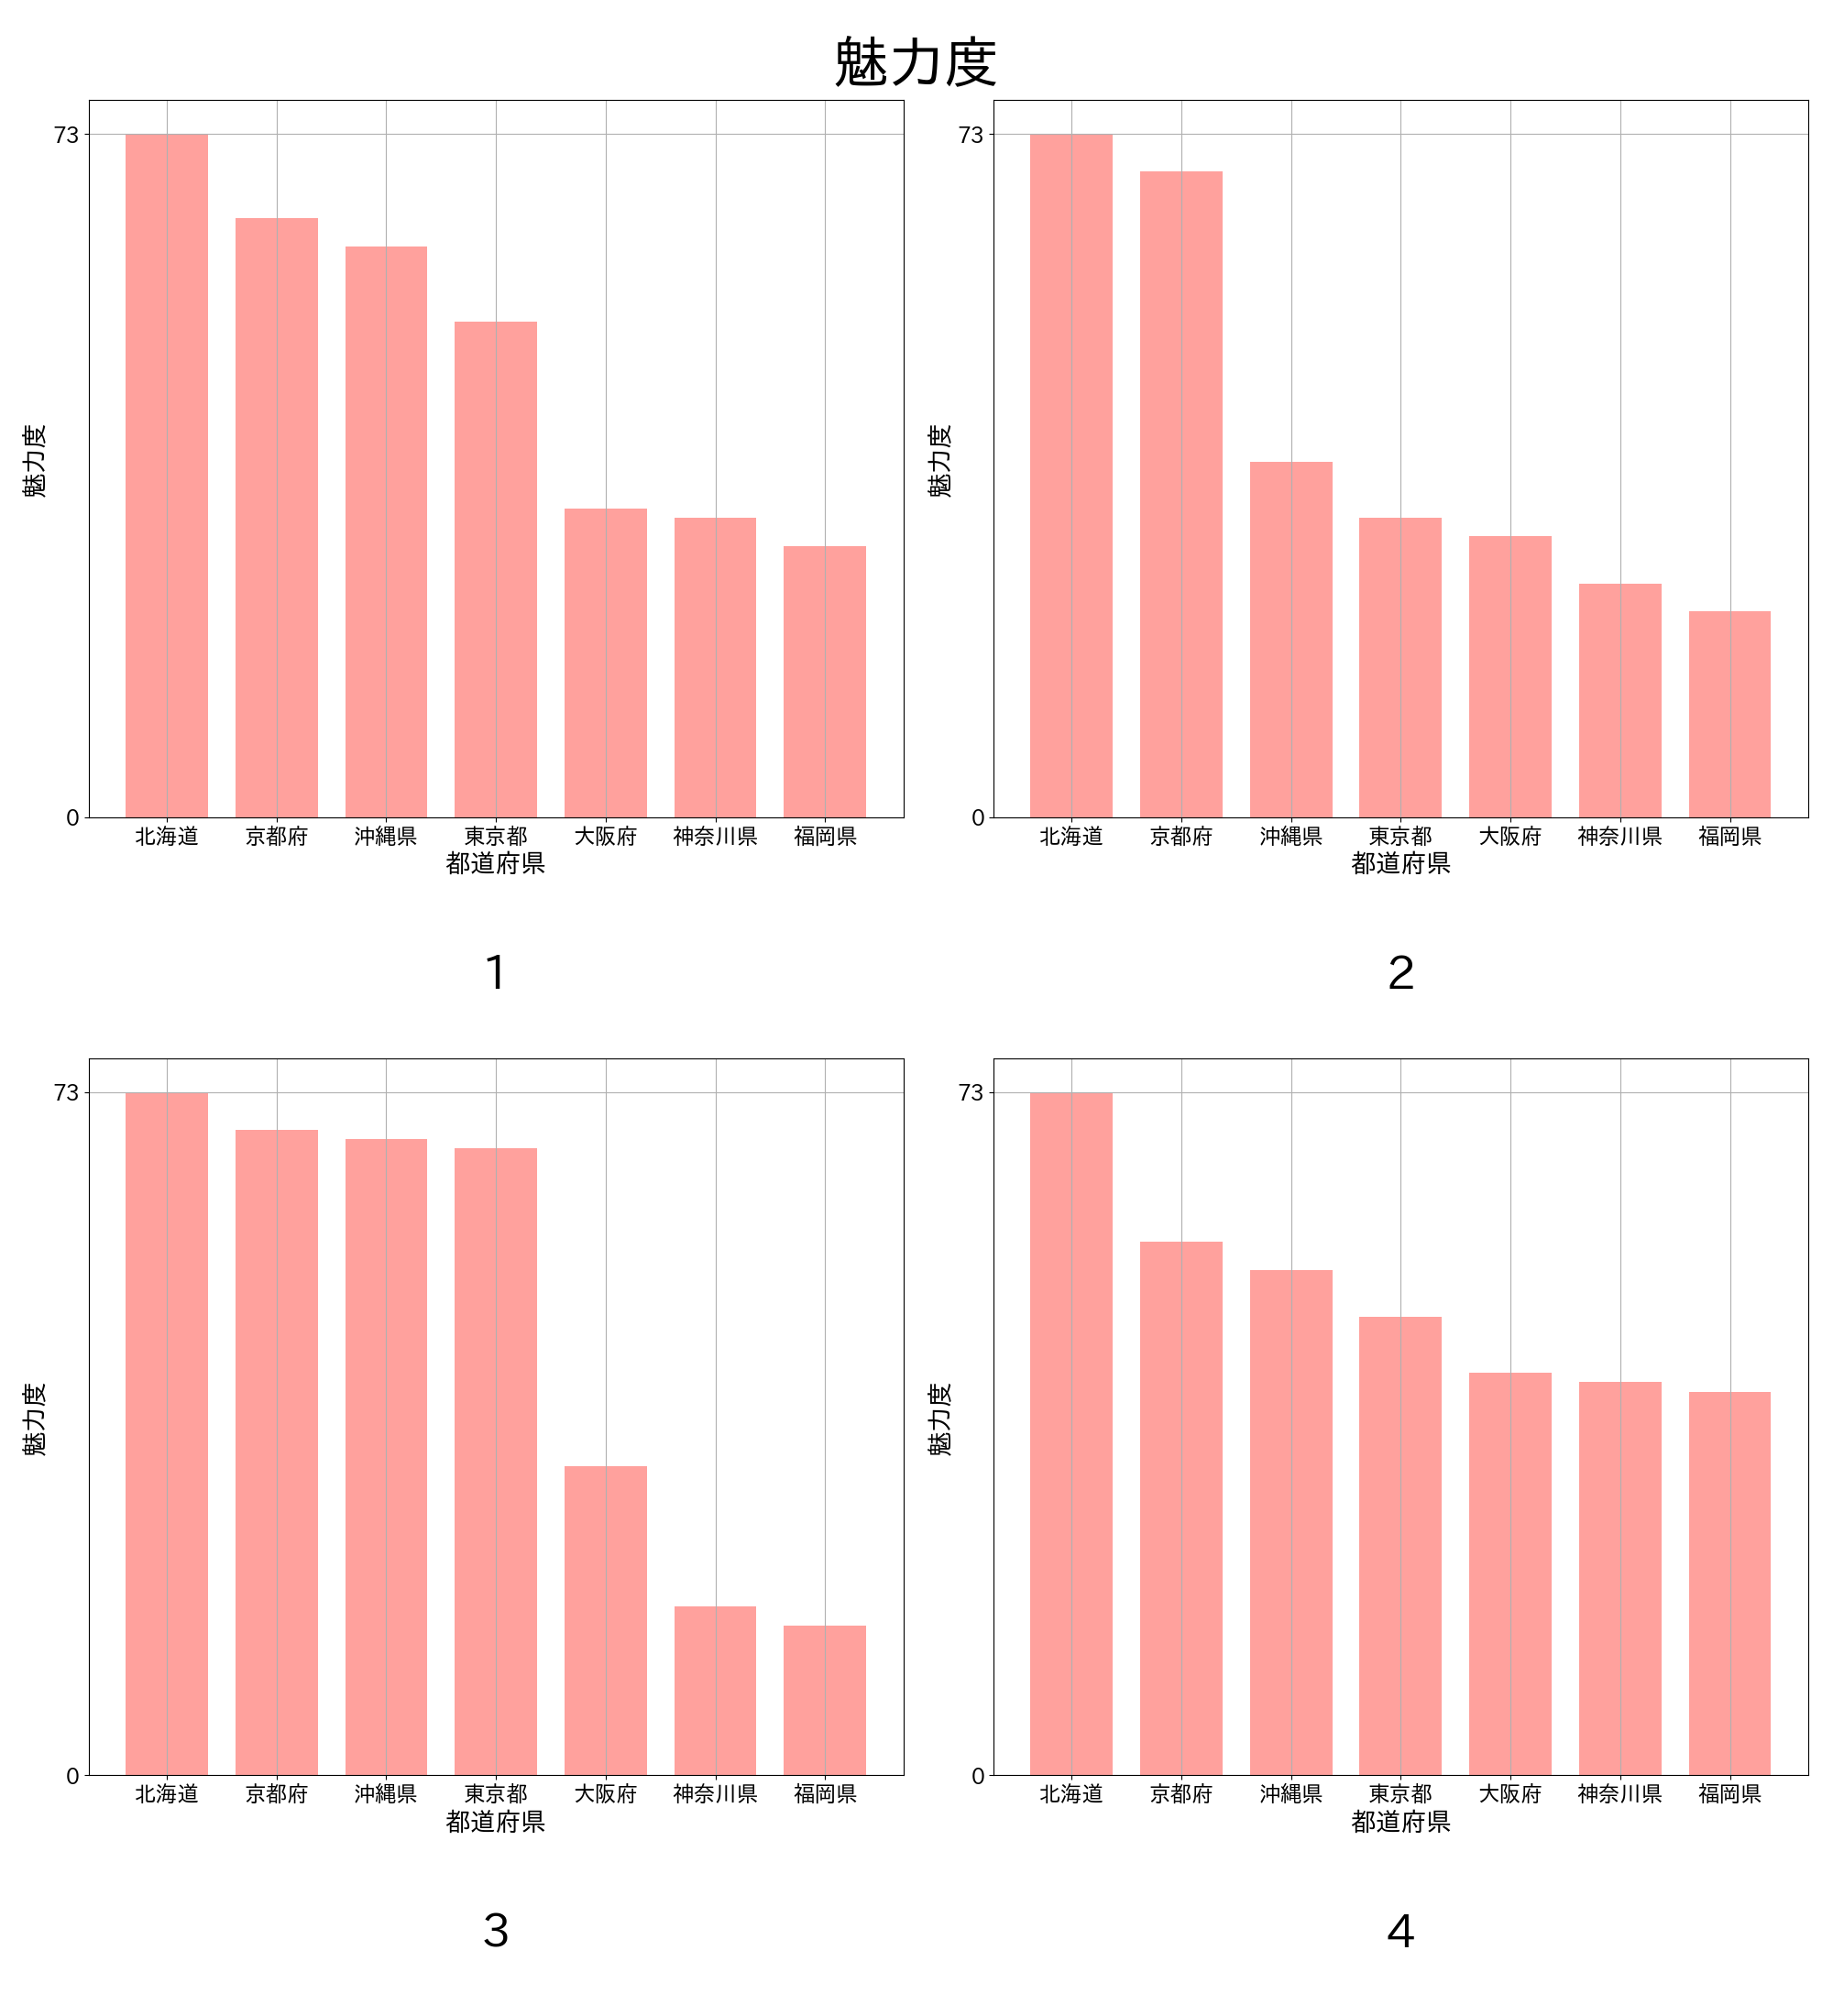 魅力度
73
魅力度
0
北海道 京都府 沖縄県 東京都 大阪府 神奈川県 福岡県
都道府県
1
73
魅力度
0
北海道 京都府 沖縄県 東京都 大阪府 神奈川県 福岡県
都道府県
2
73
魅力度
0
北海道 京都府 沖縄県 東京都 大阪府 神奈川県 福岡県
都道府県
3
73
魅力度
0
北海道 京都府 沖縄県 東京都 大阪府 神奈川県 福岡県
都道府県
4